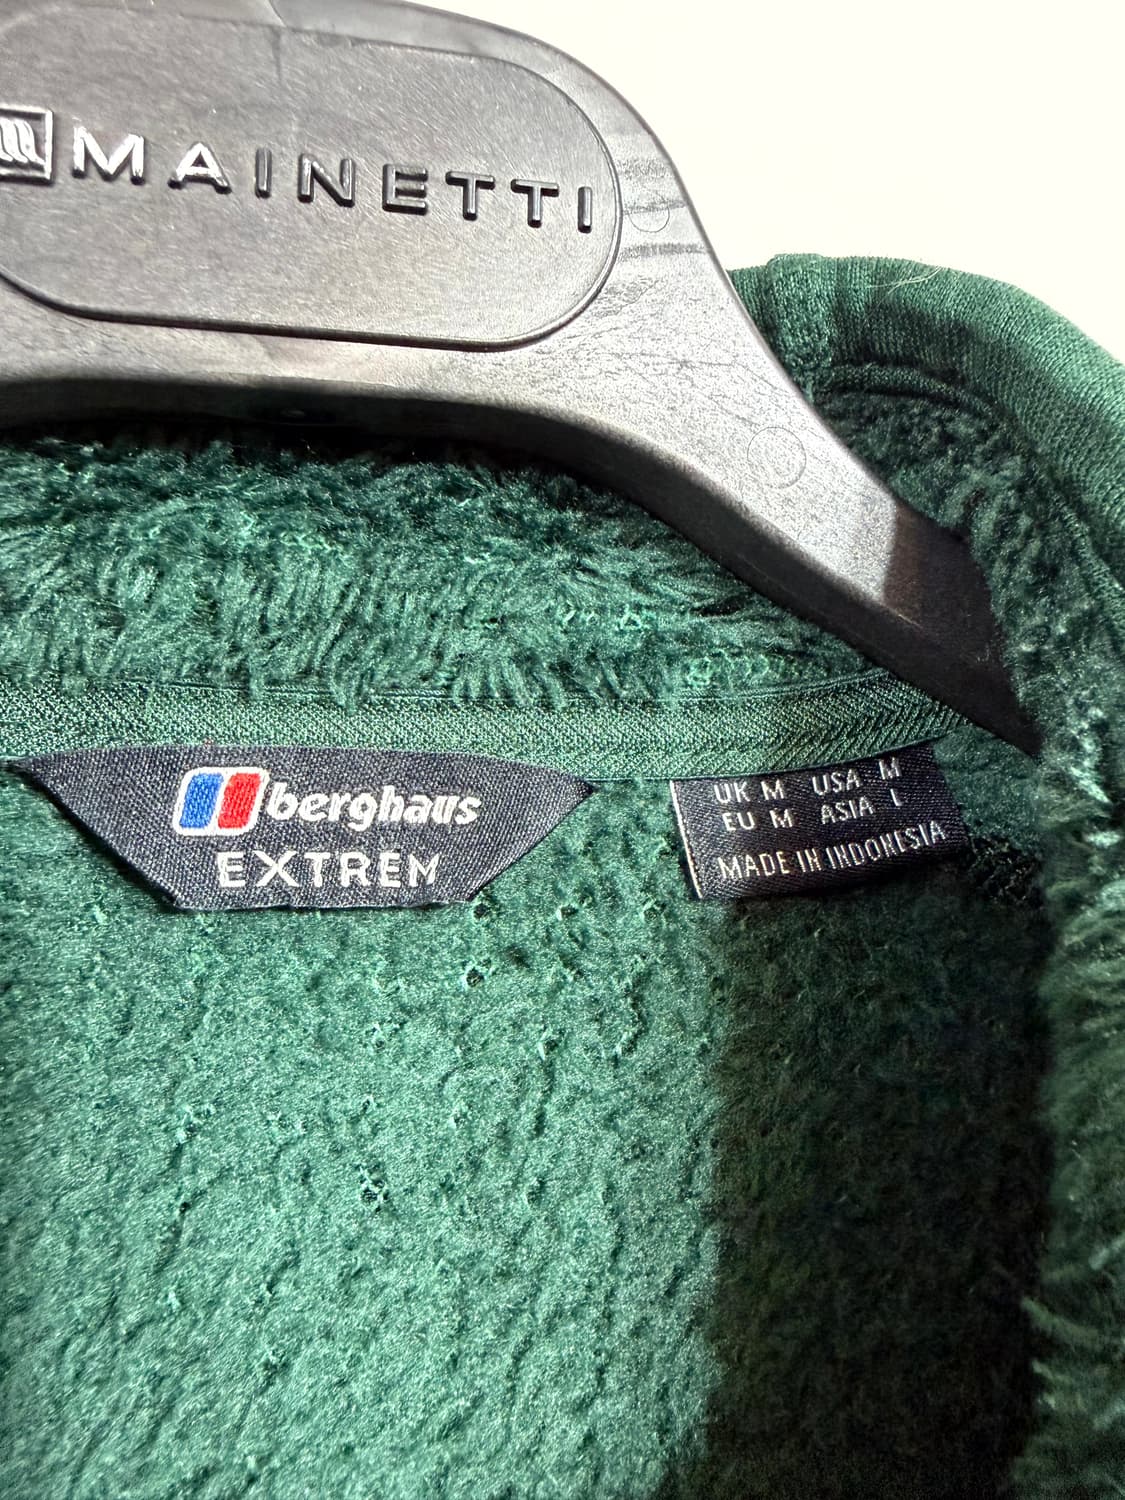 MAINETTI
berghaus
EXTREM
UK M USA M
EU M ASIA L
MADE IN INDONESIA